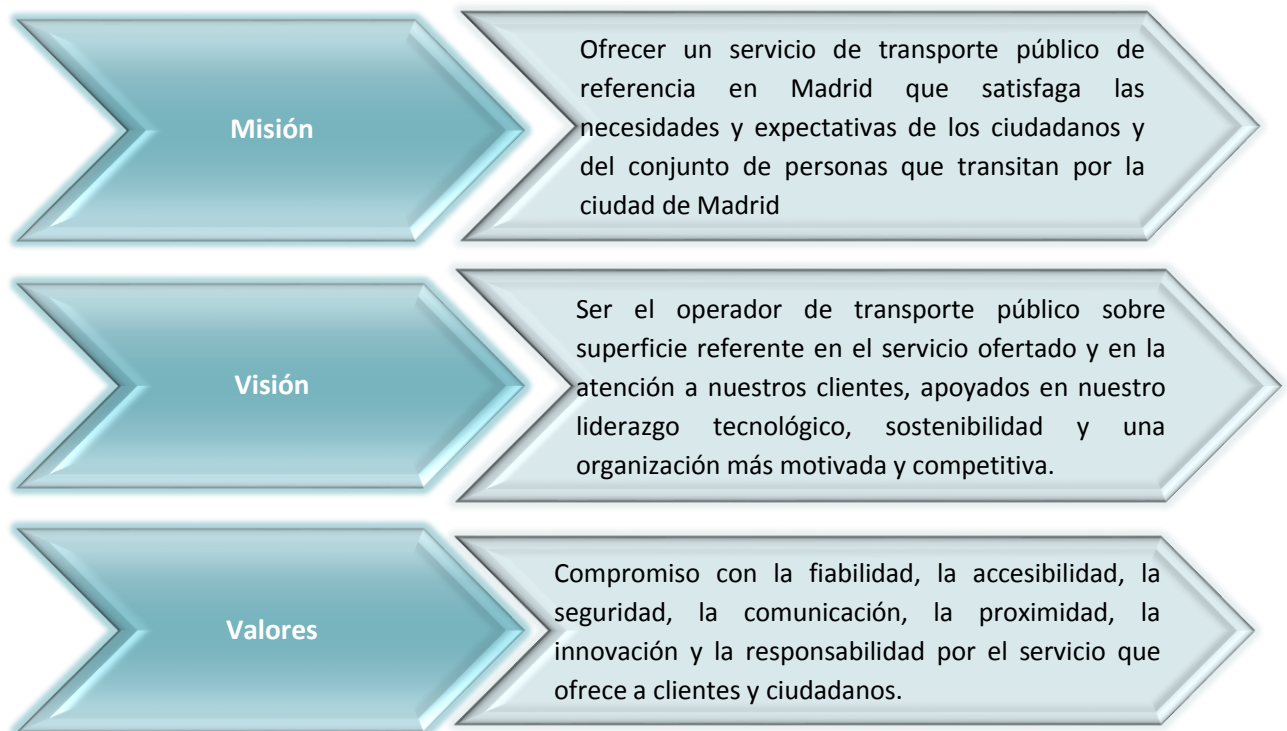 Misión
Ofrecer un servicio de transporte público de
referencia en Madrid que satisfaga las
necesidades y expectativas de los ciudadanos y
del conjunto de personas que transitan por la
ciudad de Madrid
Visión
Ser el operador de transporte público sobre
superficie referente en el servicio ofertado y en la
atención a nuestros clientes, apoyados en nuestro
liderazgo tecnológico, sostenibilidad y una
organización más motivada y competitiva.
Valores
Compromiso con la fiabilidad, la accesibilidad, la
seguridad, la comunicación, la proximidad, la
innovación y la responsabilidad por el servicio que
ofrece a clientes y ciudadanos.